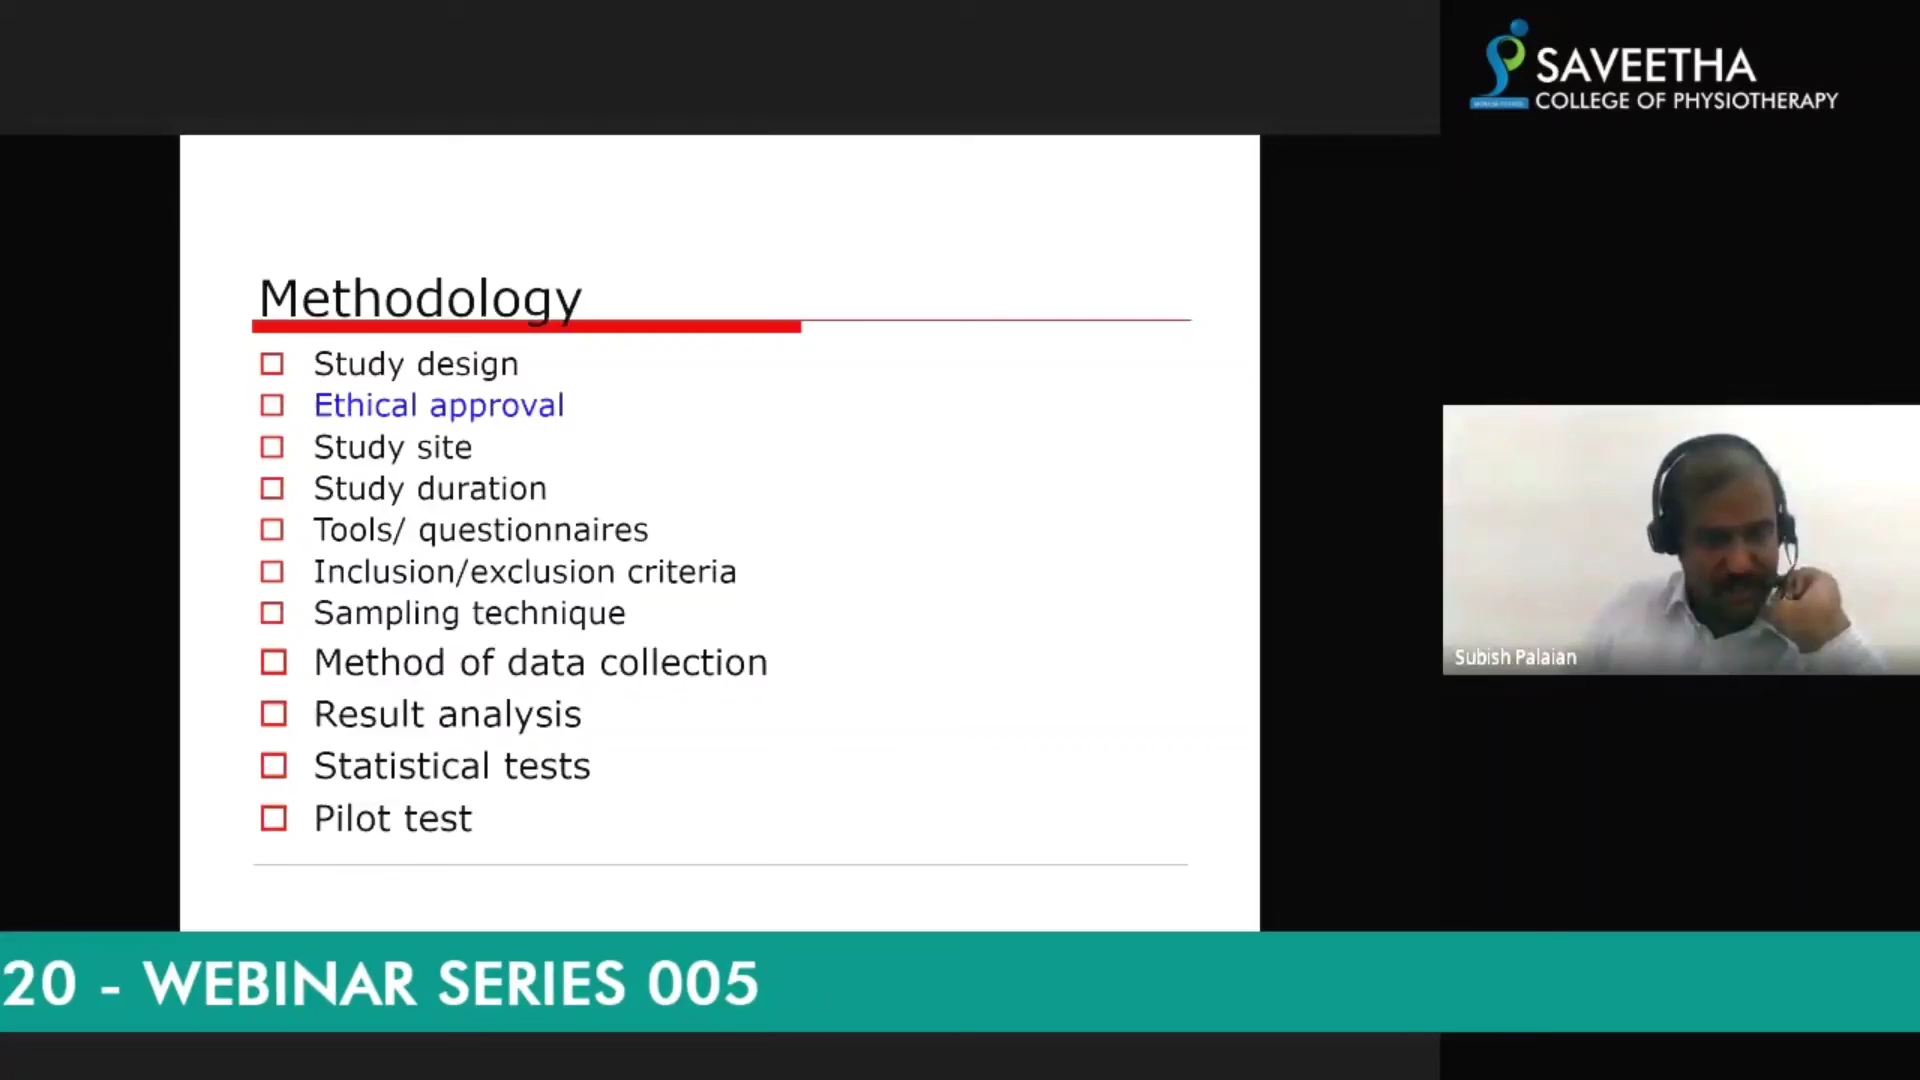 SAVEETHA
COLLEGE OF PHYSIOTHERAPY
Methodology
Study design
Ethical approval
Study site
Study duration
Tools/ questionnaires
Inclusion/exclusion criteria
Sampling technique
Method of data collection
Result analysis
Statistical tests
Pilot test
Subish Palaian
20 - WEBINAR SERIES 005